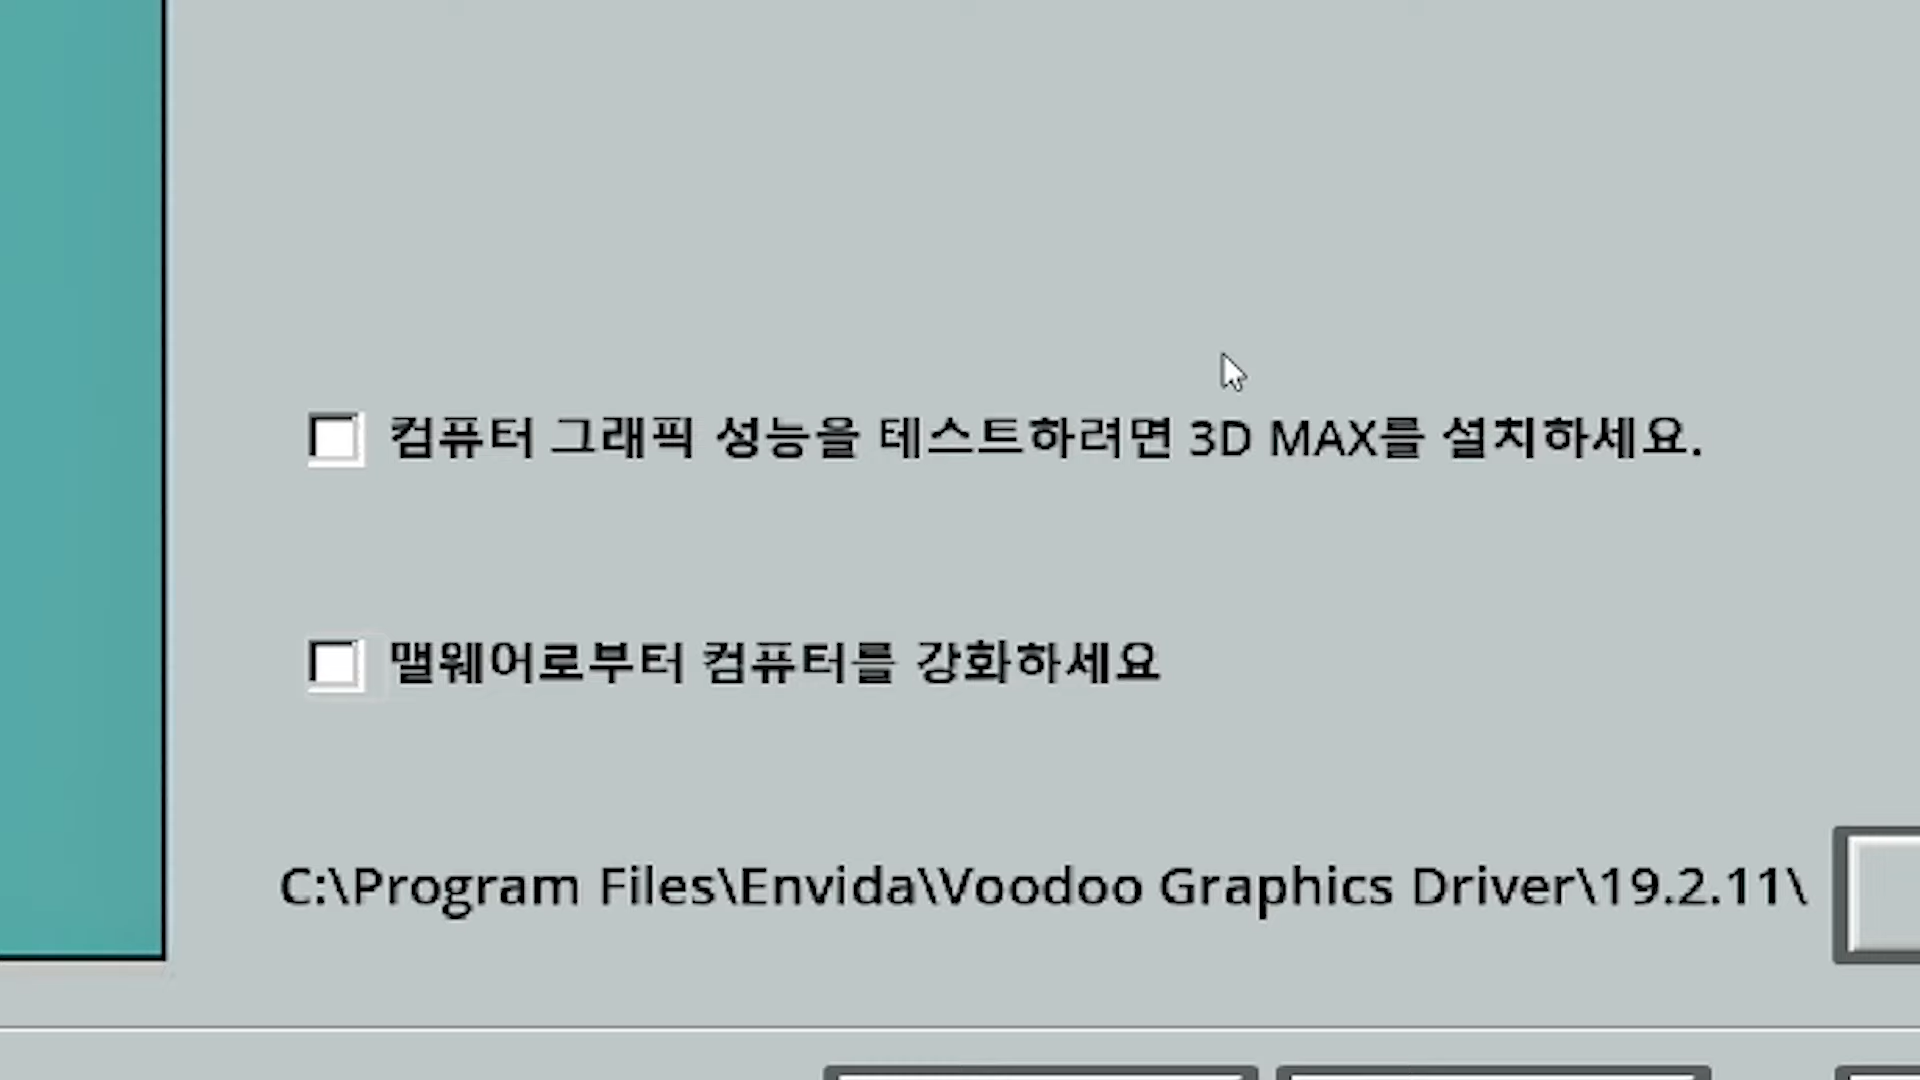 컴퓨터 그래픽 성능을 테스트하려면 3D MAX를 설치하세요.
맬웨어로부터 컴퓨터를 강화하세요
C:\Program Files\Envida\Voodoo Graphics Driver\19.2.11\